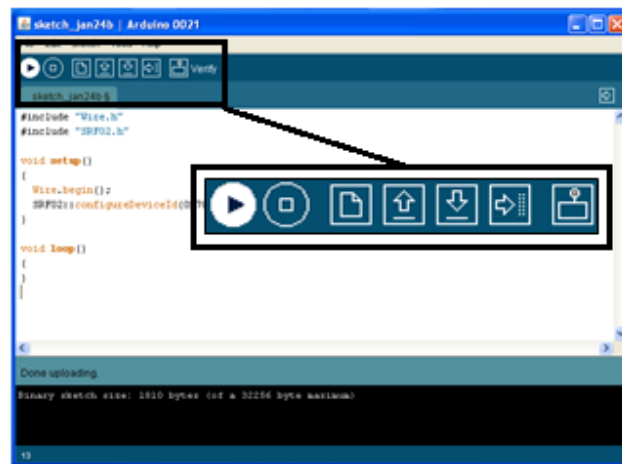 sketch_jan24b | Arduino 0021
Verify
sketch_jan24b §
#include "Wire.h"
#include "SRF02.h"
void setup()
{
Wire.begin();
SRF02::configureDeviceId(
}
void loop()
{
}
Done uploading.
Binary sketch size: 1810 bytes (of a 32256 byte maximum)
13